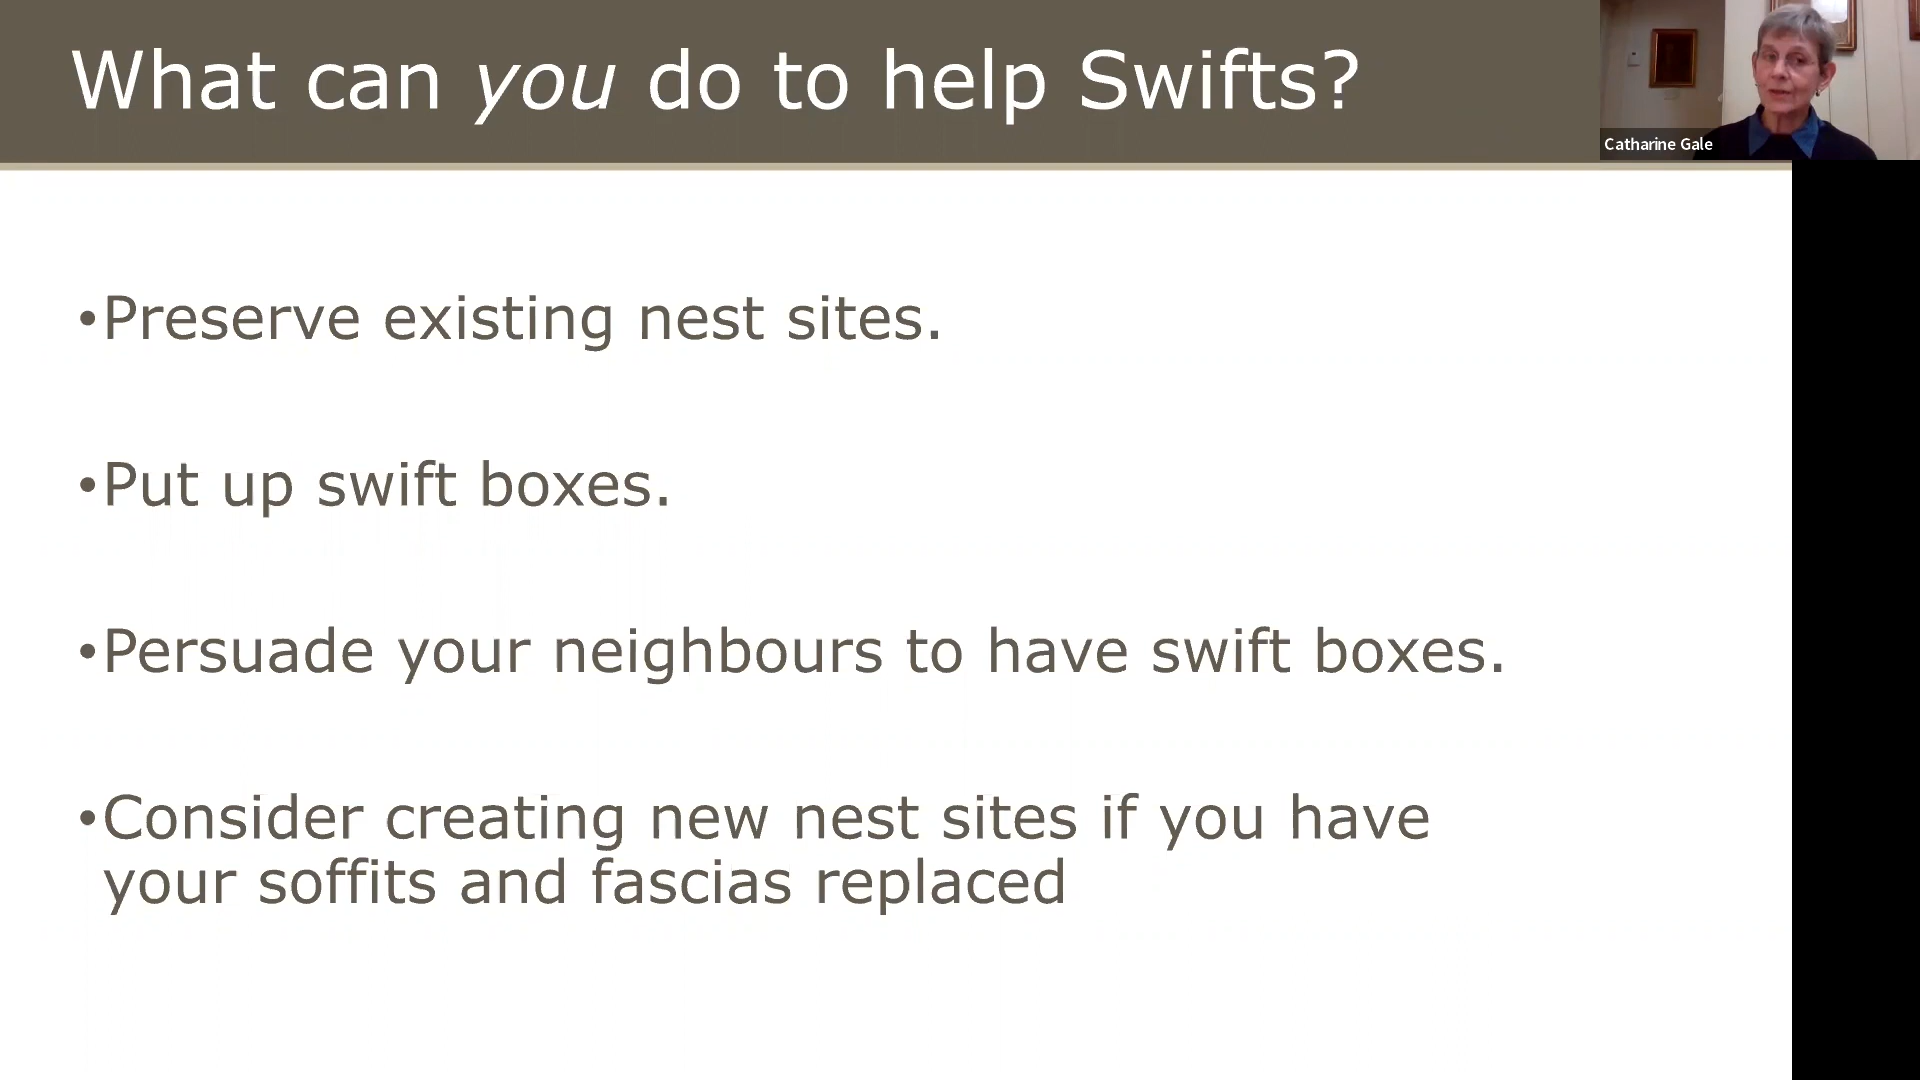 What can you do to help Swifts?
Catharine Gale
•Preserve existing nest sites.
•Put up swift boxes.
•Persuade your neighbours to have swift boxes.
•Consider creating new nest sites if you have
your soffits and fascias replaced